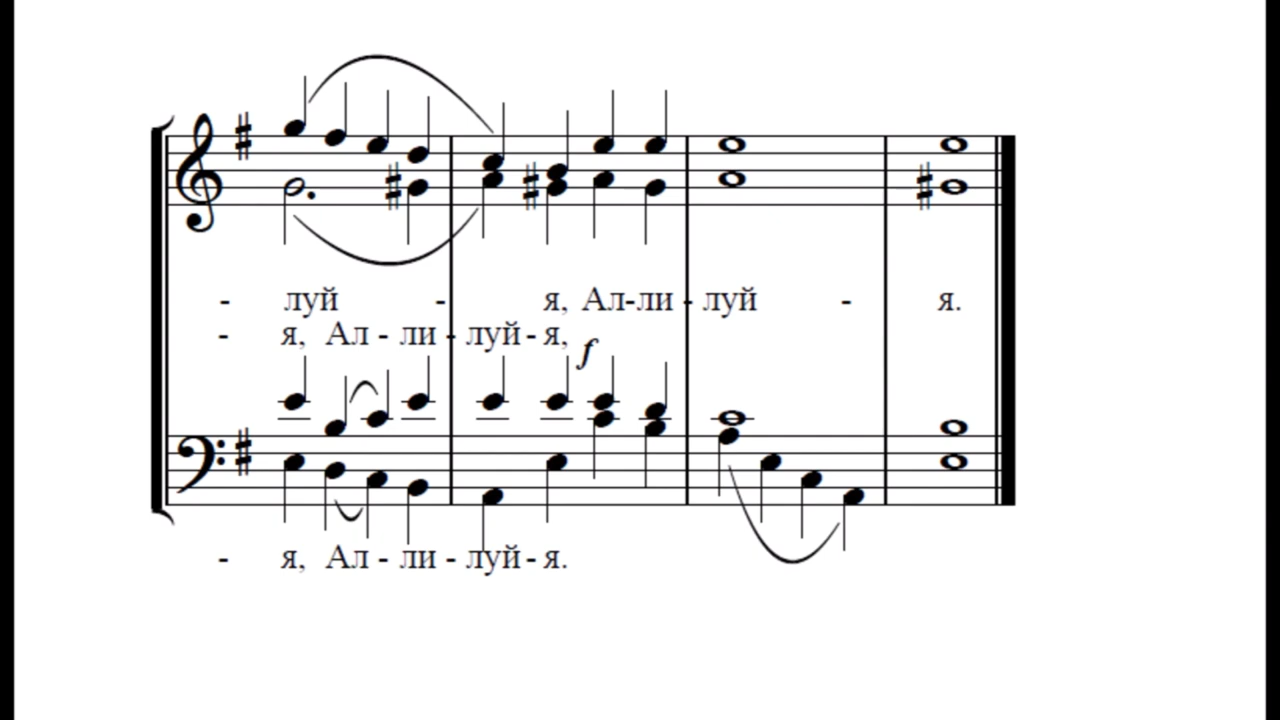 - луй - я, Ал-ли - луй - я.
- я, Ал - ли - луй - я,
f
- я, Ал - ли - луй - я.